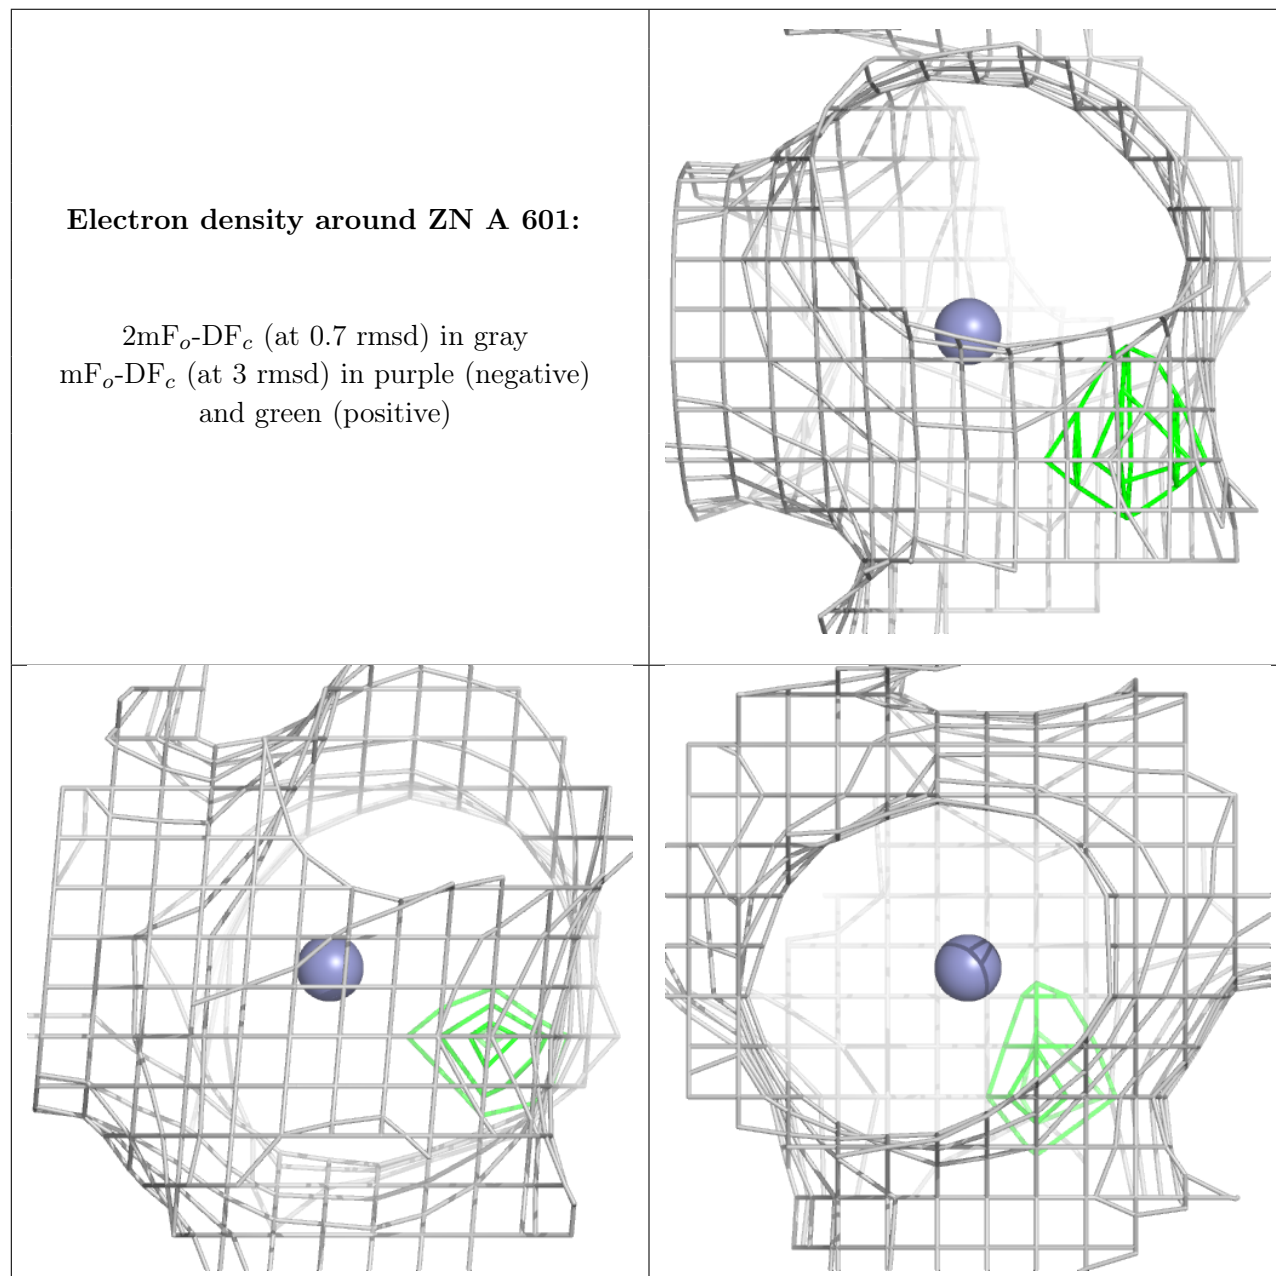 Electron density around ZN A 601:
2mFo-DFc (at 0.7 rmsd) in gray
mFo-DFc (at 3 rmsd) in purple (negative)
and green (positive)